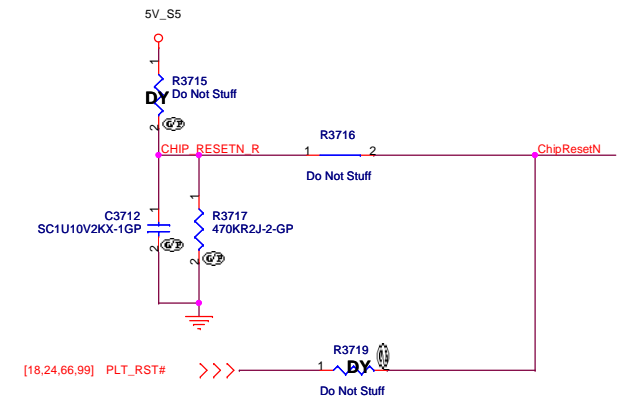 5V_S5
1
R3715
DY
Do Not Stuff
2
G/P
R3716
CHIP_RESETN_R
1
2
ChipResetN
Do Not Stuff
1
1
C3712
R3717
SC1U10V2KX-1GP
470KR2J-2-GP
2
G/P
2
G/P
R3719
[18,24,66,99]
PLT_RST#
1
DY
Do Not Stuff